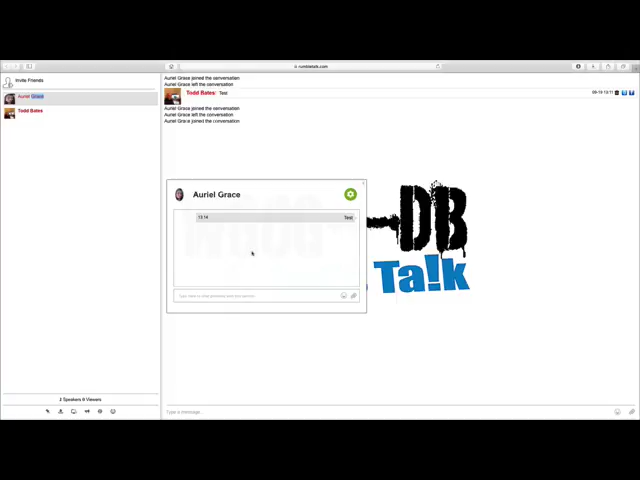 rumbletalk.com
Invite Friends
Auriel Grace
Todd Bates
Auriel Grace joined the conversation
Auriel Grace left the conversation
Todd Bates: Test
09-19 13:11
Auriel Grace joined the conversation
Auriel Grace left the conversation
Auriel Grace joined the conversation
Auriel Grace
13:14 Test
DB
Ta!k
2 Speakers 0 Viewers
Type a message...